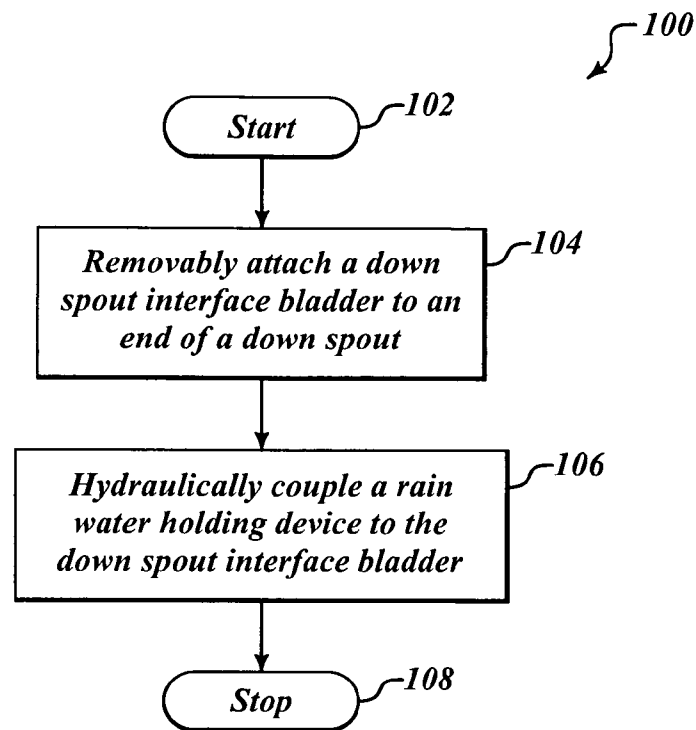 100
Start
102
Removably attach a down
spout interface bladder to an
end of a down spout
104
Hydraulically couple a rain
water holding device to the
down spout interface bladder
106
Stop
108